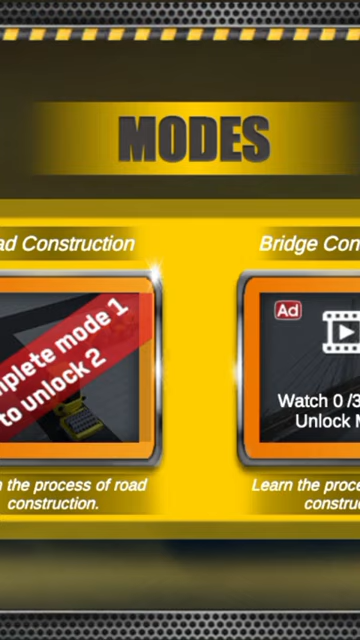 MODES
ad Construction
Bridge Con
mplete mode 1
to unlock 2
Ad
Watch 0 /3
Unlock M
the process of road
construction.
Learn the proce
constru